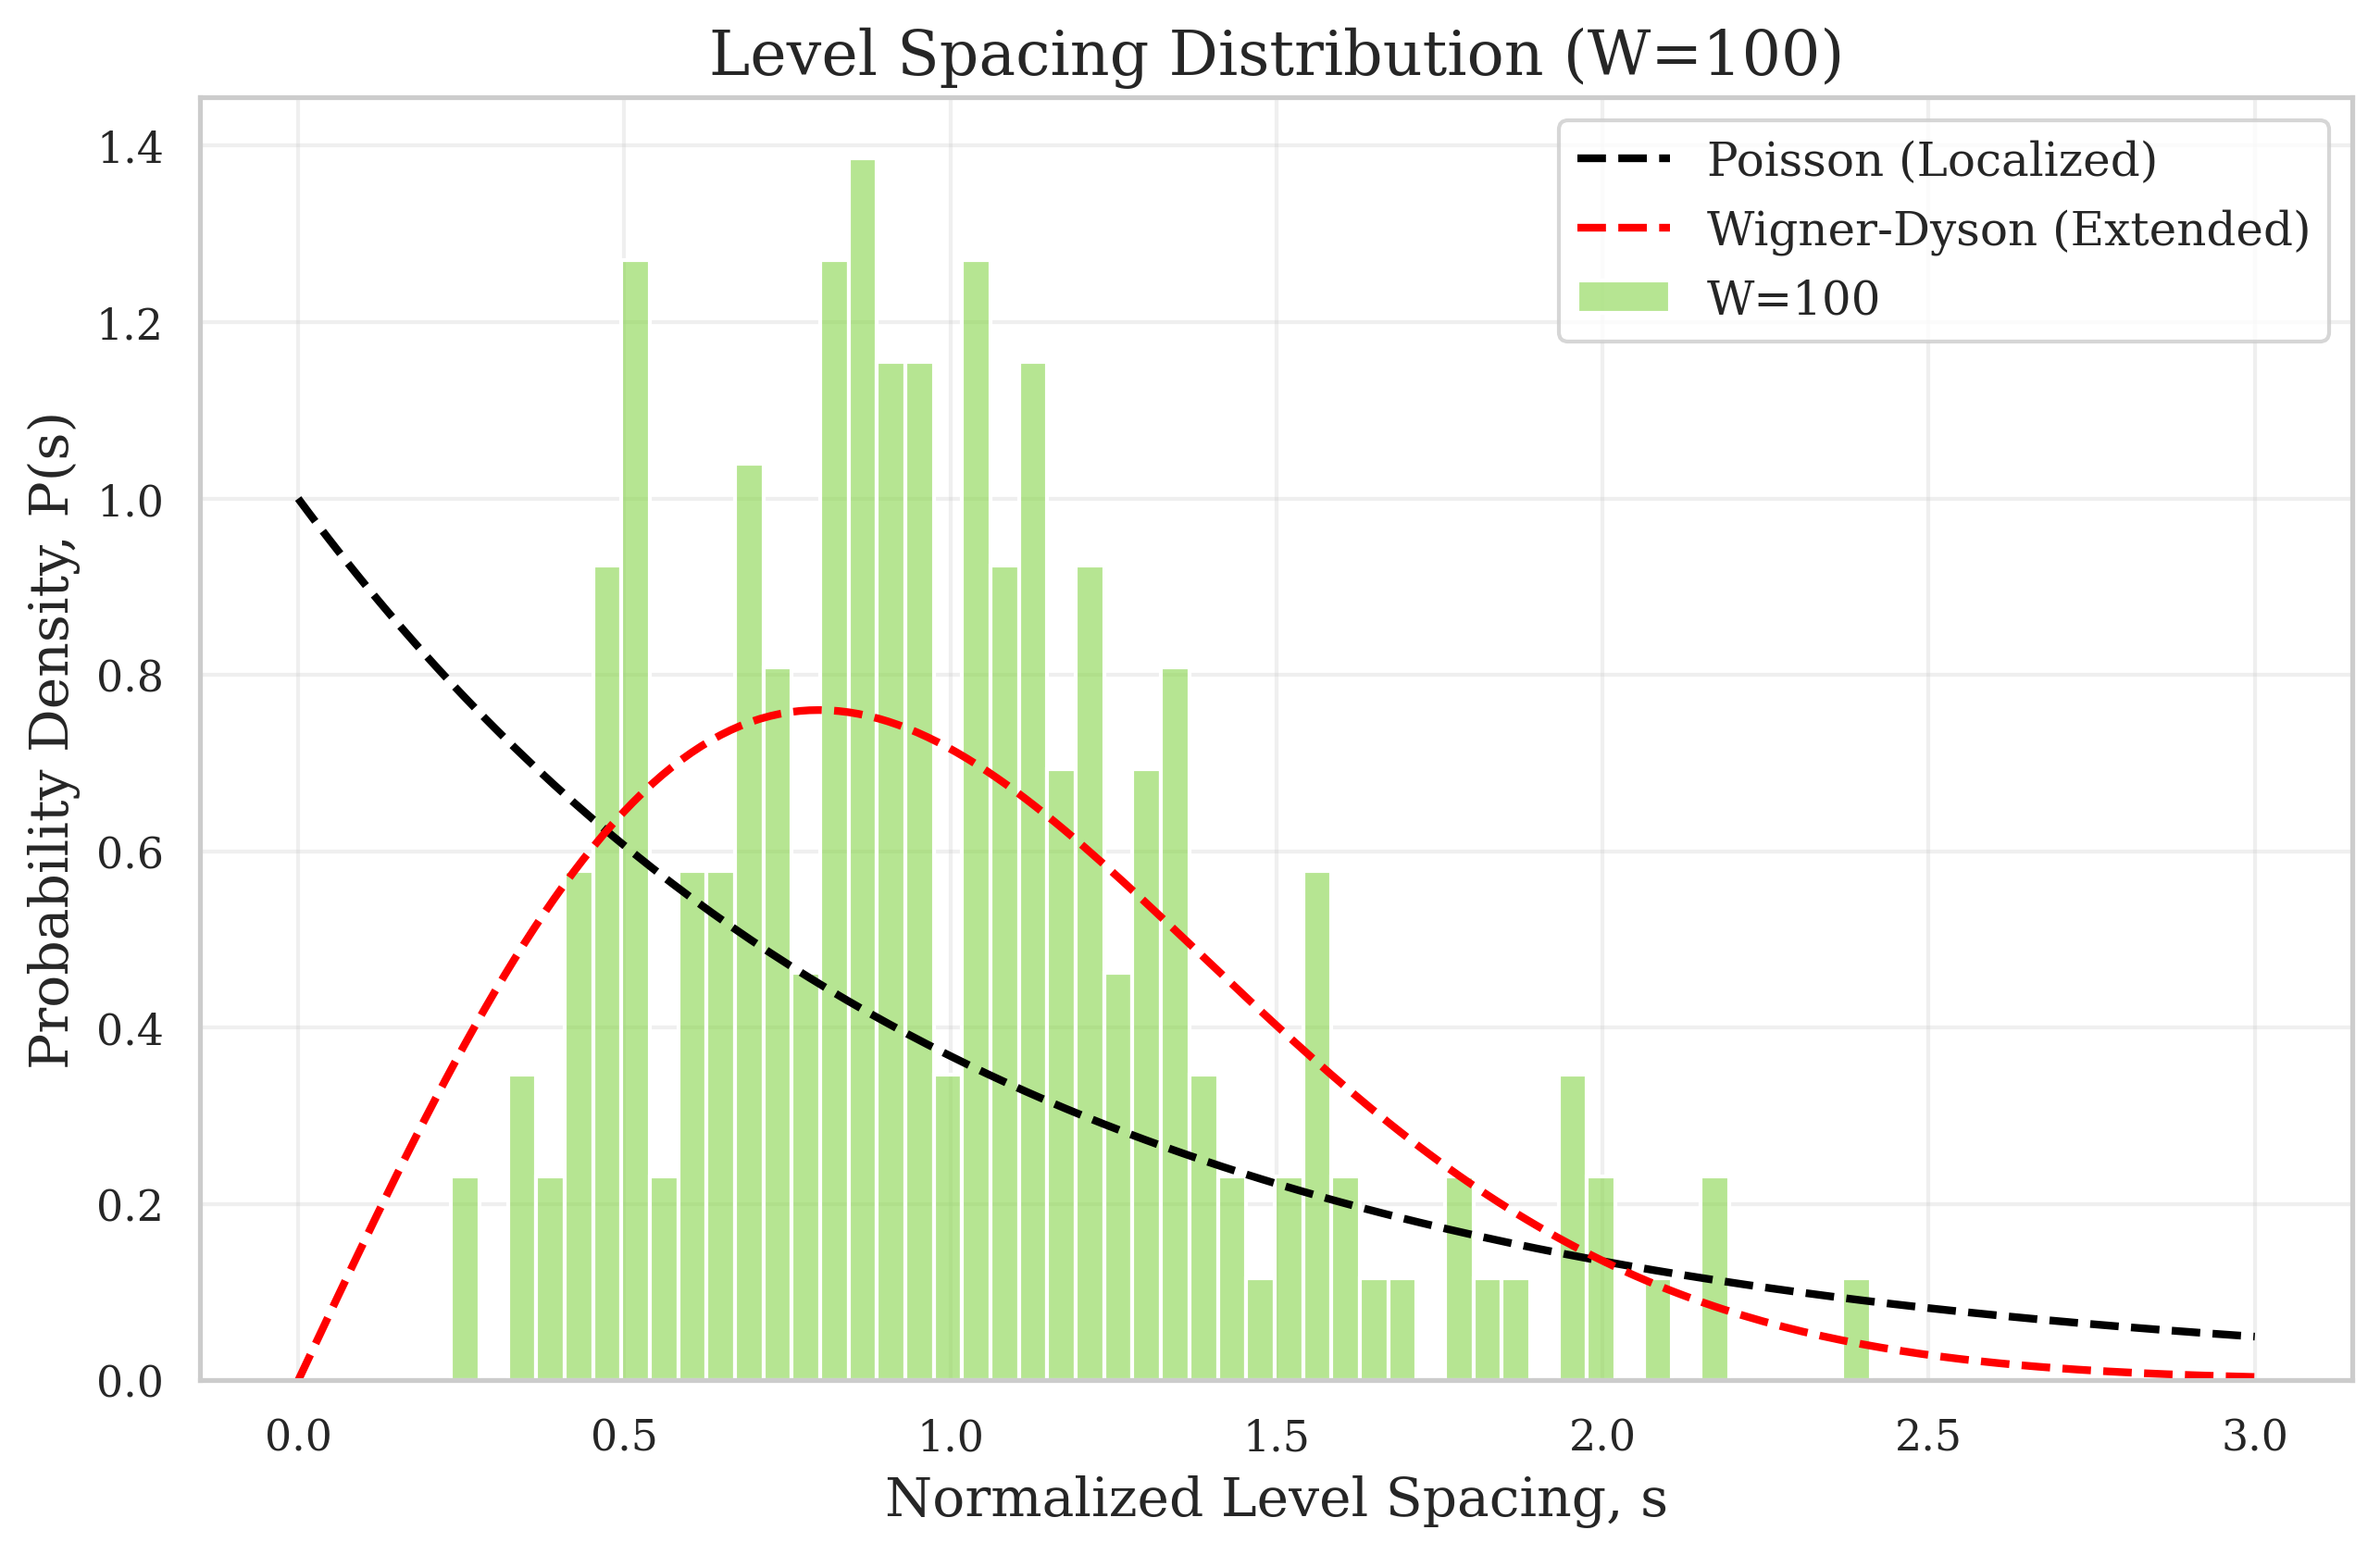 Level Spacing Distribution (W=100)
Poisson (Localized)
Wigner-Dyson (Extended)
W=100
Probability Density, P(s)
1.4
1.2
1.0
0.8
0.6
0.4
0.2
0.0
0.0 0.5 1.0 1.5 2.0 2.5 3.0
Normalized Level Spacing, s